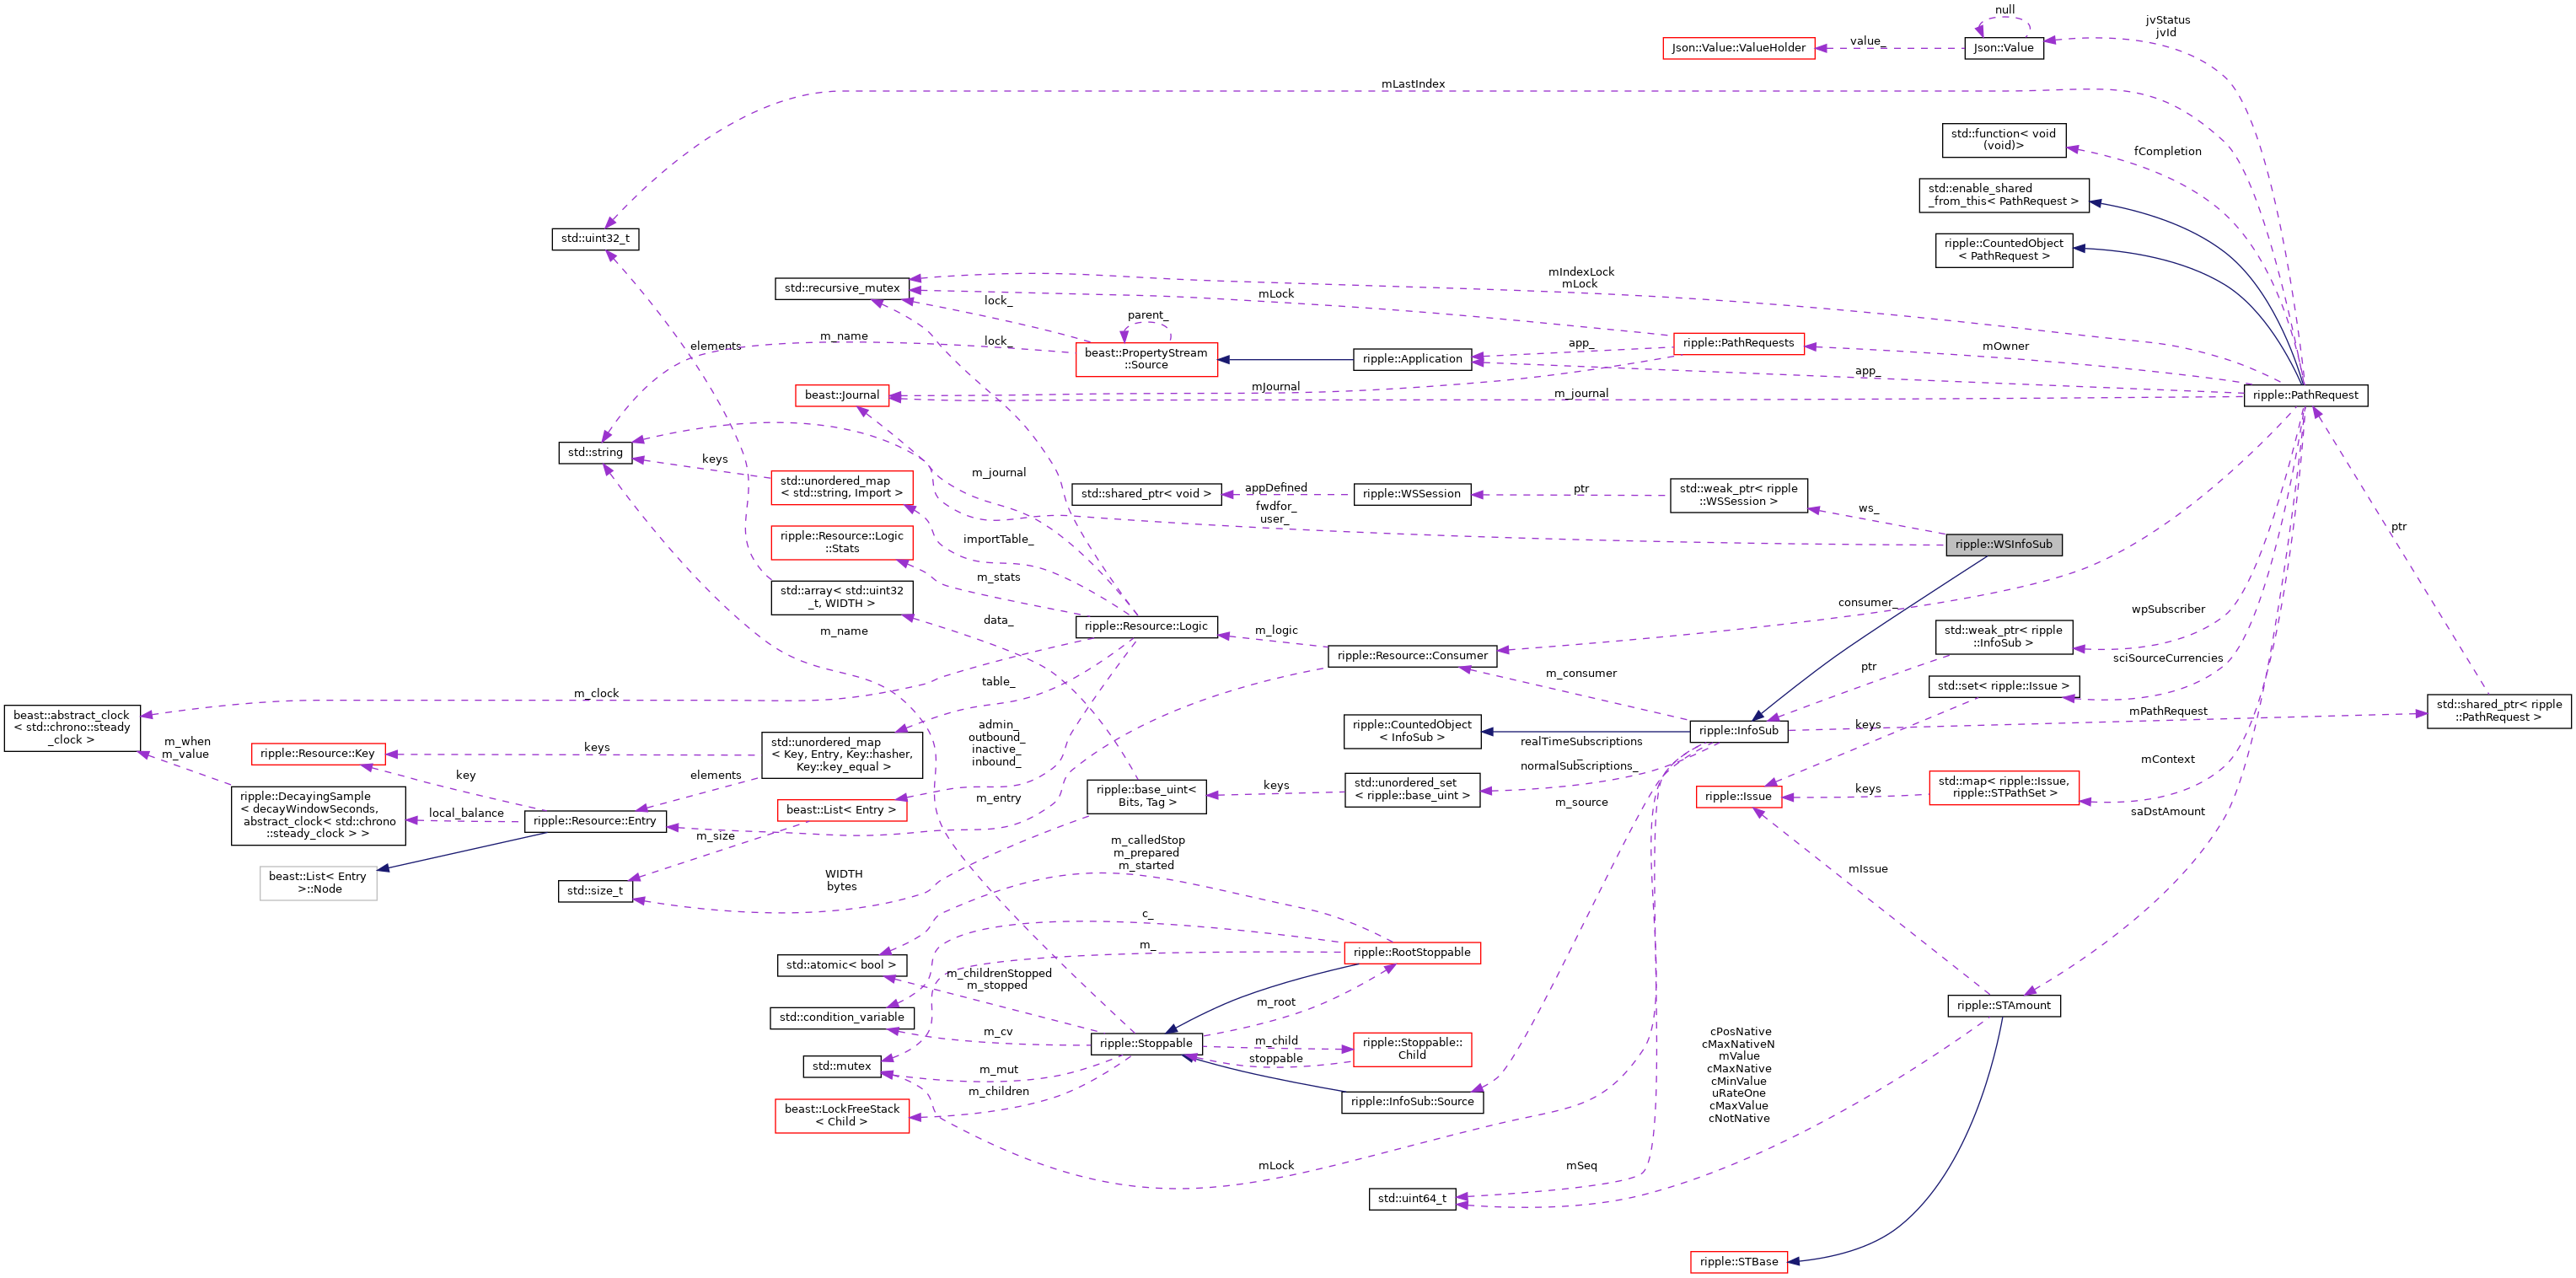 null
jvStatus
jvId
Json::Value::ValueHolder
value_
Json::Value
mLastIndex
std::function< void
(void)>
fCompletion
std::enable_shared
_from_this< PathRequest >
std::uint32_t
ripple::CountedObject
< PathRequest >
std::recursive_mutex
mIndexLock
mLock
mLock
lock_
parent_
m_name
elements
lock_
beast::PropertyStream
::Source
ripple::Application
app_
ripple::PathRequests
mOwner
app_
beast::Journal
mJournal
m_journal
ripple::PathRequest
std::string
keys
std::unordered_map
< std::string, Import >
m_journal
std::shared_ptr< void >
appDefined
ripple::WSSession
ptr
std::weak_ptr< ripple
::WSSession >
ws_
fwdfor_
user_
ptr
ripple::Resource::Logic
::Stats
importTable_
ripple::WSInfoSub
m_stats
std::array< std::uint32
_t, WIDTH >
data_
consumer_
wpSubscriber
m_name
ripple::Resource::Logic
m_logic
ripple::Resource::Consumer
std::weak_ptr< ripple
::InfoSub >
ptr
sciSourceCurrencies
m_consumer
table_
std::set< ripple::Issue >
m_clock
beast::abstract_clock
< std::chrono::steady
_clock >
m_when
m_value
ripple::Resource::Key
keys
std::unordered_map
< Key, Entry, Key::hasher,
Key::key_equal >
admin_
outbound_
inactive_
inbound_
ripple::CountedObject
< InfoSub >
ripple::InfoSub
keys
mPathRequest
std::shared_ptr< ripple
::PathRequest >
realTimeSubscriptions
_
normalSubscriptions_
mContext
key
elements
ripple::DecayingSample
< decayWindowSeconds,
abstract_clock< std::chrono
::steady_clock > >
local_balance
ripple::Resource::Entry
beast::List< Entry >
m_entry
ripple::base_uint<
Bits, Tag >
keys
std::unordered_set
< ripple::base_uint >
m_source
ripple::Issue
keys
std::map< ripple::Issue,
ripple::STPathSet >
saDstAmount
m_size
beast::List< Entry
>::Node
std::size_t
WIDTH
bytes
m_calledStop
m_prepared
m_started
mIssue
c_
m_
std::atomic< bool >
m_childrenStopped
m_stopped
ripple::RootStoppable
std::condition_variable
m_root
m_cv
ripple::Stoppable
m_child
stoppable
ripple::Stoppable::
Child
ripple::STAmount
std::mutex
m_mut
m_children
beast::LockFreeStack
< Child >
ripple::InfoSub::Source
cPosNative
cMaxNativeN
mValue
cMaxNative
cMinValue
uRateOne
cMaxValue
cNotNative
mLock
mSeq
std::uint64_t
ripple::STBase